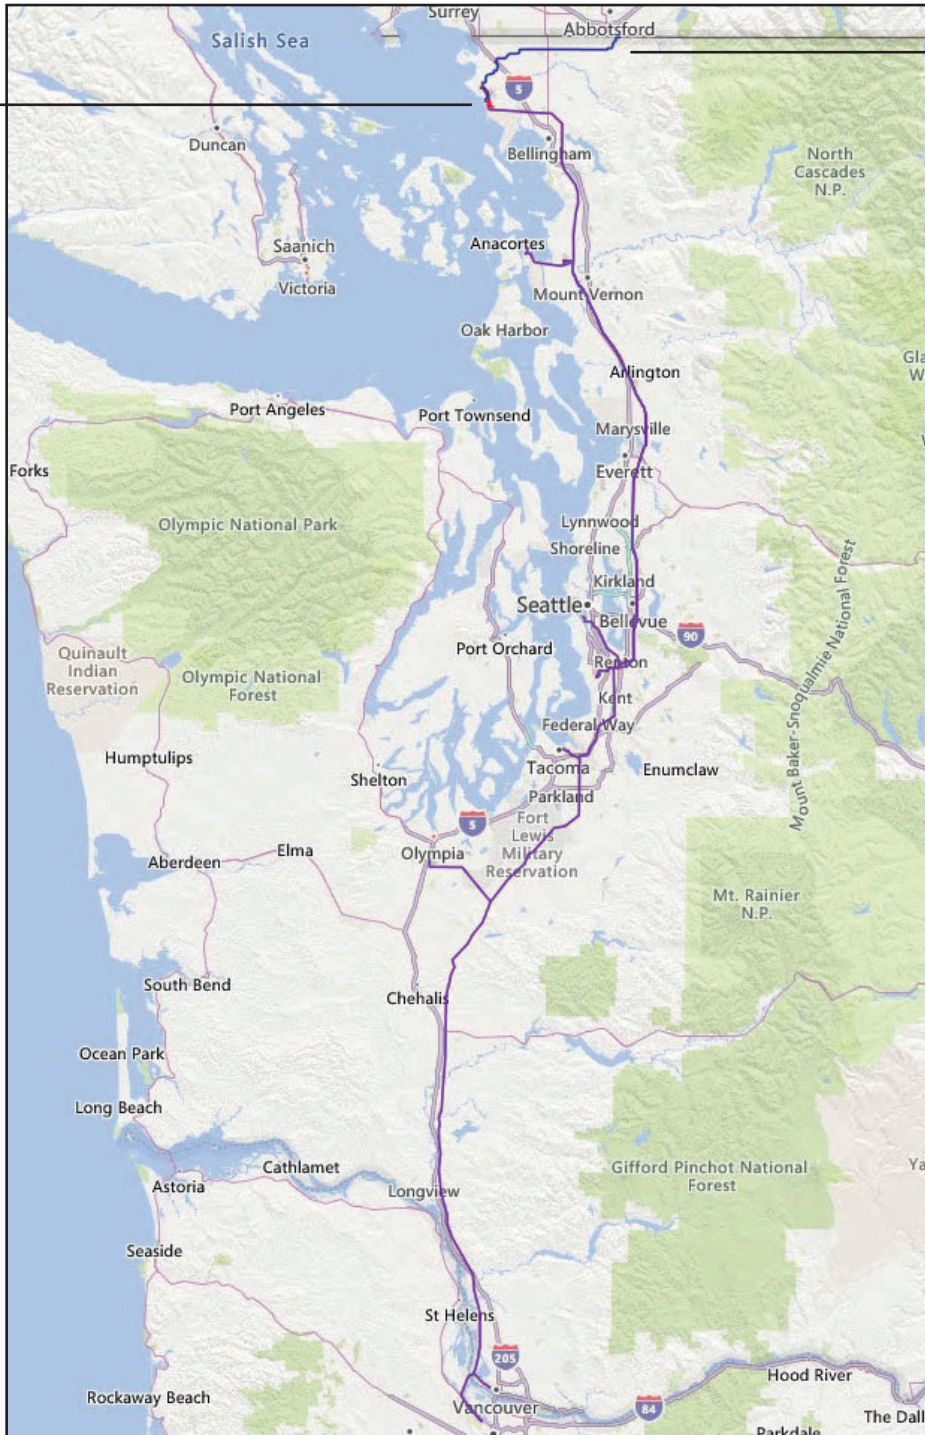 Surrey
Abbotsford
Salish Sea
5
Duncan
Bellingham
North
Cascades
N.P.
Anacortes
Saanich
Victoria
Mount Vernon
Oak Harbor
Arlington
Port Angeles
Port Townsend
Marysville
Forks
Everett
Olympic National Park
Lynnwood
Shoreline
Kirkland
Seattle
Bellevue
90
Mount Baker-Snoqualmie National Forest
Quinault
Indian
Reservation
Port Orchard
Renton
Olympic National
Forest
Kent
Federal Way
Humptulips
Tacoma
Enumclaw
Shelton
Parkland
5
Fort
Lewis
Military
Reservation
Olympia
Elma
Aberdeen
Mt. Rainier
N.P.
South Bend
Chehalis
Ocean Park
Long Beach
Cathlamet
Gifford Pinchot National
Forest
Ya
Astoria
Longview
Seaside
St Helens
205
Hood River
Rockaway Beach
Vancouver
84
The Dall
Parkdale